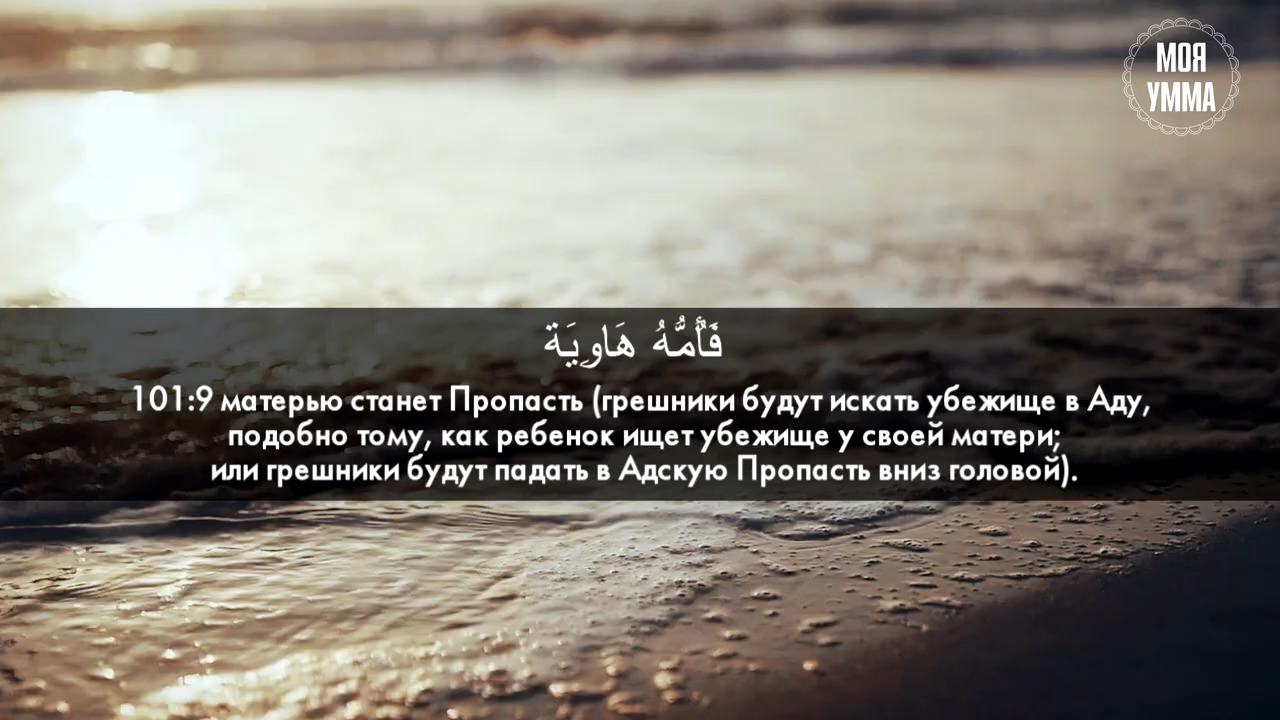 МОЯ
УММА
فَأُمُّهُ هَاوِيَة
101:9 матерью станет Пропасть (грешники будут искать убежище в Аду,
подобно тому, как ребенок ищет убежище у своей матери;
или грешники будут падать в Адскую Пропасть вниз головой).